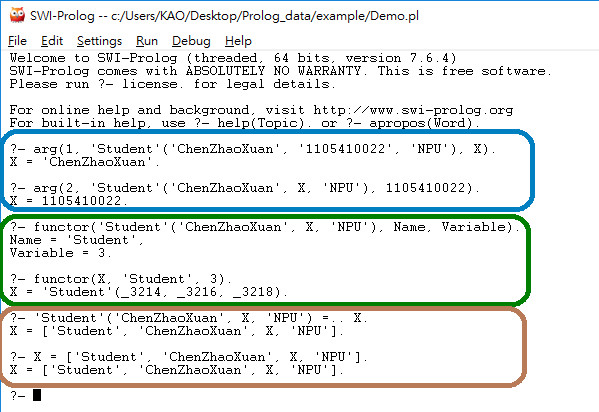 SWI-Prolog -- c:/Users/KAO/Desktop/Prolog_data/example/Demo.pl
File Edit Settings Run Debug Help
Welcome to SWI-Prolog (threaded, 64 bits, version 7.6.4)
SWI-Prolog comes with ABSOLUTELY NO WARRANTY. This is free software.
Please run ?- license. for legal details.
For online help and background, visit http://www.swi-prolog.org
For built-in help, use ?- help(Topic). or ?- apropos(Word).
?- arg(1, 'Student'('ChenZhaoXuan', '1105410022', 'NPU'), X).
X = 'ChenZhaoXuan'.
?- arg(2, 'Student'('ChenZhaoXuan', X, 'NPU'), 1105410022).
X = 1105410022.
?- functor('Student'('ChenZhaoXuan', X, 'NPU'), Name, Variable).
Name = 'Student',
Variable = 3.
?- functor(X, 'Student', 3).
X = 'Student'(_3214, _3216, _3218).
?- 'Student'('ChenZhaoXuan', X, 'NPU') =.. X.
X = ['Student', 'ChenZhaoXuan', X, 'NPU'].
?- X = ['Student', 'ChenZhaoXuan', X, 'NPU'].
X = ['Student', 'ChenZhaoXuan', X, 'NPU'].
?-